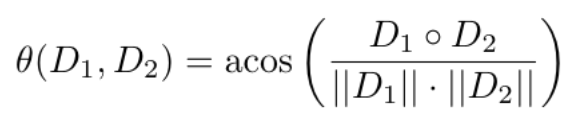 θ(D₁, D₂) = acos ( D₁ ∘ D₂ / ||D₁|| · ||D₂|| )